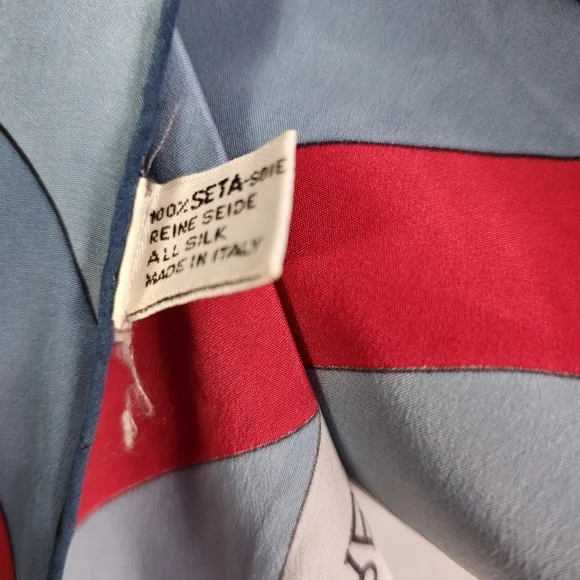 100% SETA-SOIE
REINE SEIDE
ALL SILK
MADE IN ITALY